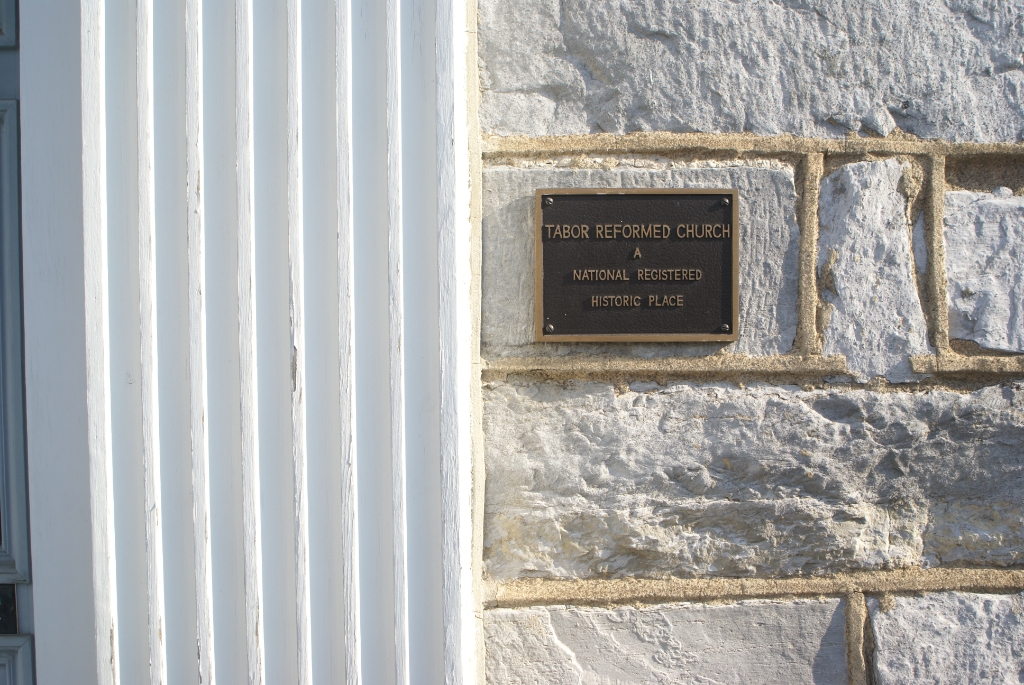 TABOR REFORMED CHURCH
A
NATIONAL REGISTERED
HISTORIC PLACE